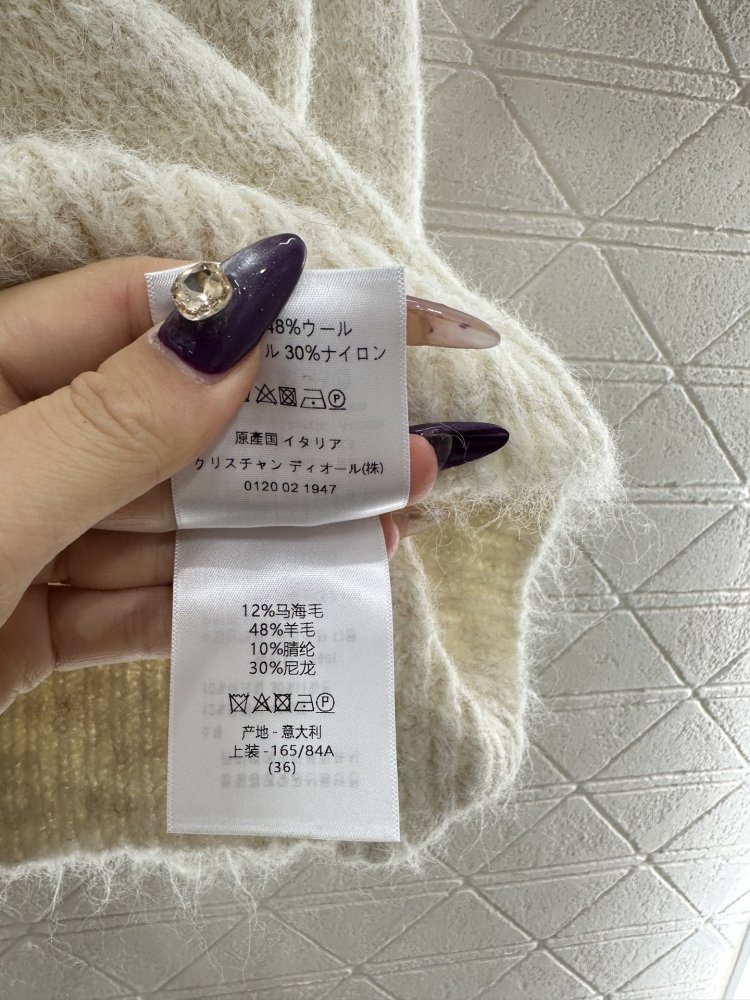 48%ウール
ル 30%ナイロン
P
原産国 イタリア
クリスチャン ディオール(株)
0120 02 1947
12%马海毛
48%羊毛
10%腈纶
30%尼龙
P
产地 - 意大利
上装 - 165/84A
(36)